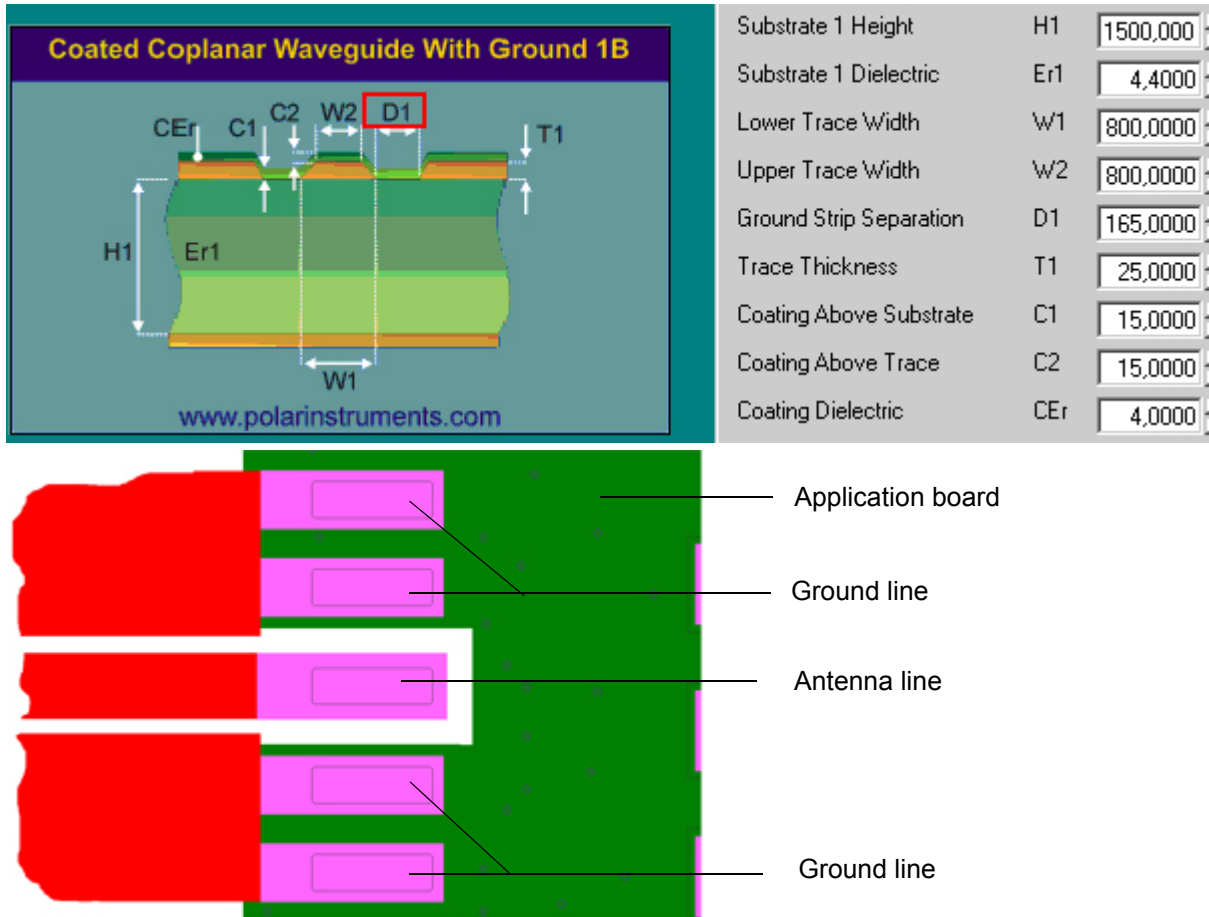 Coated Coplanar Waveguide With Ground 1B
CEr
C1
C2
W2
D1
T1
H1
Er1
W1
www.polarinstruments.com
Substrate 1 Height H1 1500,000
Substrate 1 Dielectric Er1 4,4000
Lower Trace Width W1 800,0000
Upper Trace Width W2 800,0000
Ground Strip Separation D1 165,0000
Trace Thickness T1 25,0000
Coating Above Substrate C1 15,0000
Coating Above Trace C2 15,0000
Coating Dielectric CEr 4,0000
Application board
Ground line
Antenna line
Ground line